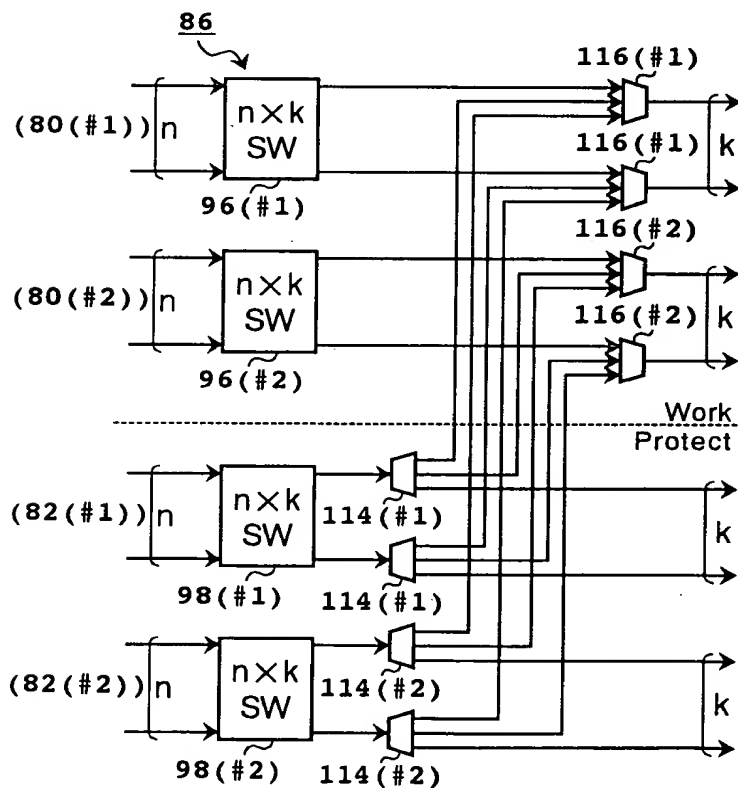 86
116(#1)
(80(#1))
n
n×k
SW
96(#1)
k
116(#1)
116(#2)
(80(#2))
n
n×k
SW
96(#2)
k
116(#2)
Work
Protect
(82(#1))
n
n×k
SW
98(#1)
114(#1)
k
114(#1)
(82(#2))
n
n×k
SW
98(#2)
114(#2)
k
114(#2)